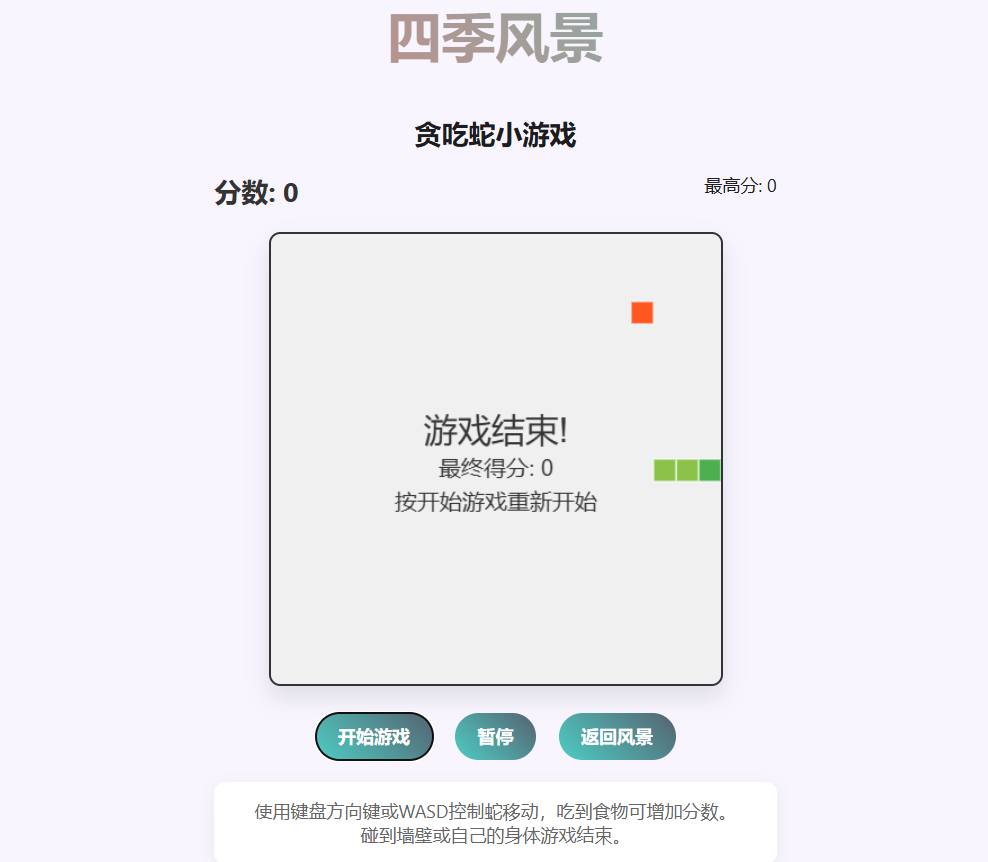 四季风景
贪吃蛇小游戏
分数: 0
最高分: 0
游戏结束!
最终得分: 0
按开始游戏重新开始
开始游戏
暂停
返回风景
使用键盘方向键或WASD控制蛇移动，吃到食物可增加分数。
碰到墙壁或自己的身体游戏结束。